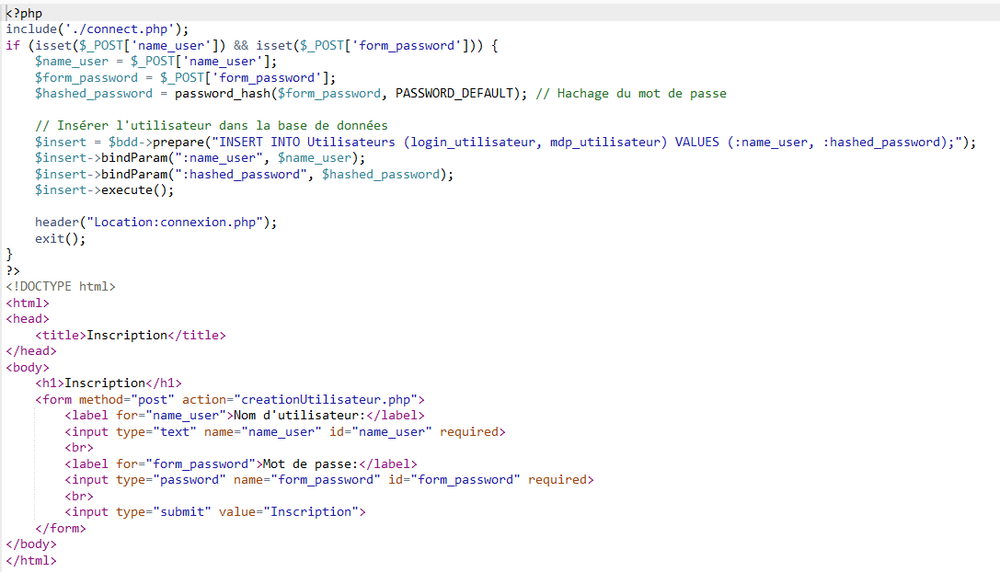 <?php
include('./connect.php');
if (isset($_POST['name_user']) && isset($_POST['form_password'])) {
    $name_user = $_POST['name_user'];
    $form_password = $_POST['form_password'];
    $hashed_password = password_hash($form_password, PASSWORD_DEFAULT); // Hachage du mot de passe

    // Insérer l'utilisateur dans la base de données
    $insert = $bdd->prepare("INSERT INTO Utilisateurs (login_utilisateur, mdp_utilisateur) VALUES (:name_user, :hashed_password);");
    $insert->bindParam(":name_user", $name_user);
    $insert->bindParam(":hashed_password", $hashed_password);
    $insert->execute();

    header("Location:connexion.php");
    exit();
}
?>
<!DOCTYPE html>
<html>
<head>
    <title>Inscription</title>
</head>
<body>
    <h1>Inscription</h1>
    <form method="post" action="creationUtilisateur.php">
        <label for="name_user">Nom d'utilisateur:</label>
        <input type="text" name="name_user" id="name_user" required>
        <br>
        <label for="form_password">Mot de passe:</label>
        <input type="password" name="form_password" id="form_password" required>
        <br>
        <input type="submit" value="Inscription">
    </form>
</body>
</html>